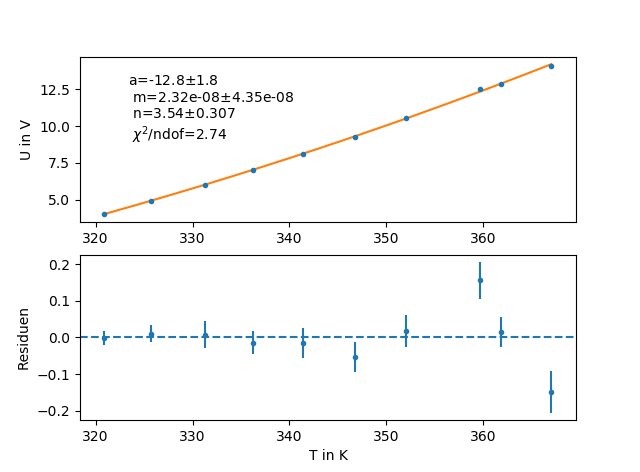 U in V
12.5
10.0
7.5
5.0
a=-12.8±1.8
m=2.32e-08±4.35e-08
n=3.54±0.307
χ²/ndof=2.74
320 330 340 350 360
Residuen
0.2
0.1
0.0
−0.1
−0.2
320 330 340 350 360
T in K